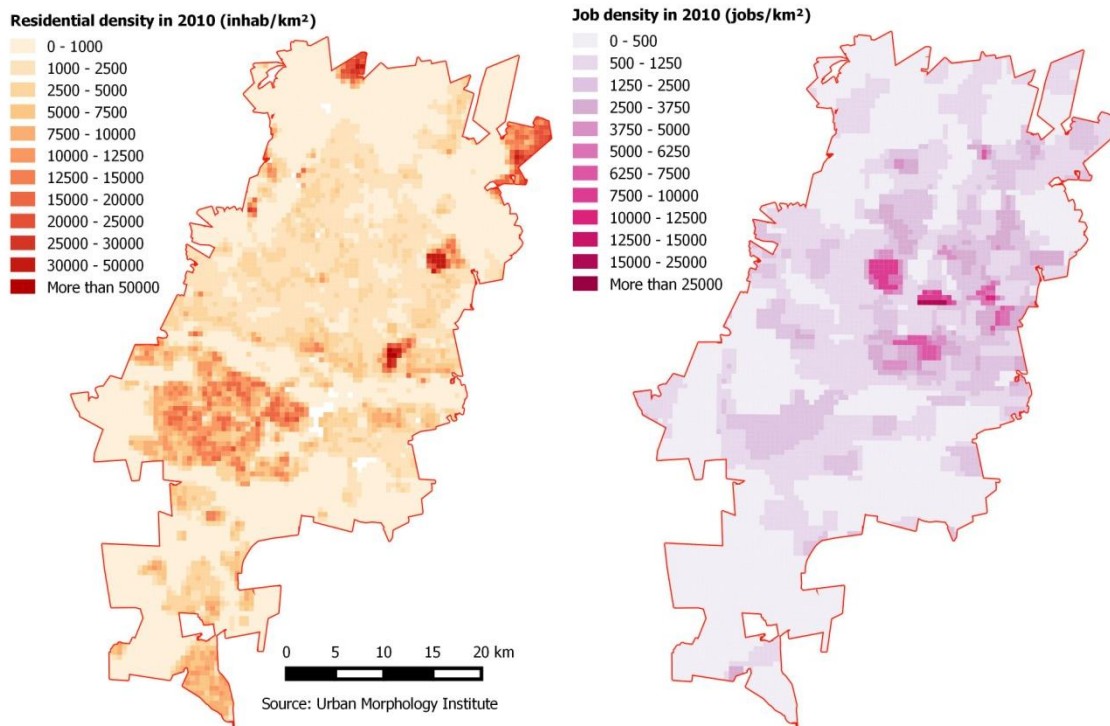 Residential density in 2010 (inhab/km²)
0 - 1000
1000 - 2500
2500 - 5000
5000 - 7500
7500 - 10000
10000 - 12500
12500 - 15000
15000 - 20000
20000 - 25000
25000 - 30000
30000 - 50000
More than 50000
Job density in 2010 (jobs/km²)
0 - 500
500 - 1250
1250 - 2500
2500 - 3750
3750 - 5000
5000 - 6250
6250 - 7500
7500 - 10000
10000 - 12500
12500 - 15000
15000 - 25000
More than 25000
0 5 10 15 20 km
Source: Urban Morphology Institute